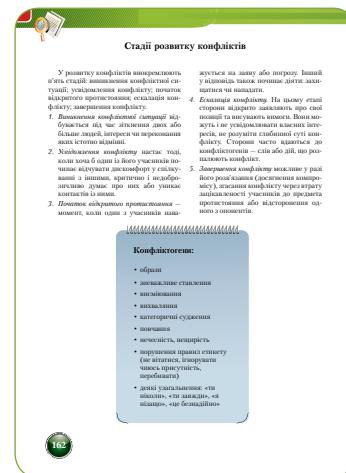 Стадії розвитку конфліктів
У розвитку конфліктів виокремлюють
п'ять стадій: виникнення конфліктної си-
туації; усвідомлення конфлікту; початок
відкритого протистояння; ескалація кон-
флікту; завершення конфлікту.
1. Виникнення конфліктної ситуації від-
бувається під час зіткнення двох або
більше людей, інтереси чи переконання
яких істотно відмінні.
2. Усвідомлення конфлікту настає тоді,
коли хоча б один із його учасників по-
чинає відчувати дискомфорт у спілку-
ванні з іншими, критично і недобро-
зичливо думає про них або уникає
контактів із ними.
3. Початок відкритого протистояння —
момент, коли один з учасників нава-
жується на заяву або погрозу. Інший
у відповідь також починає діяти: захи-
щатися чи нападати.
4. Ескалація конфлікту. На цьому етапі
сторони відкрито заявляють про свої
позиції та висувають вимоги. Вони мо-
жуть і не усвідомлювати власних інте-
ресів, не розуміти глибинної суті кон-
флікту. Сторони часто вдаються до
конфліктогенів — слів або дій, що роз-
палюють конфлікт.
5. Завершення конфлікту можливе у разі
його розв'язання (досягнення компро-
місу), згасання конфлікту через втрату
зацікавленості учасників до предмета
протистояння або відсторонення од-
ного з опонентів.
Конфліктогени:
• образи
• зневажливе ставлення
• висміювання
• вихваляння
• категоричні судження
• повчання
• нечесність, нещирість
• порушення правил етикету
(не вітатися, ігнорувати
чиюсь присутність,
перебивати)
• деякі узагальнення: «ти
ніколи», «ти завжди», «я
нізащо», «це безнадійно»
162